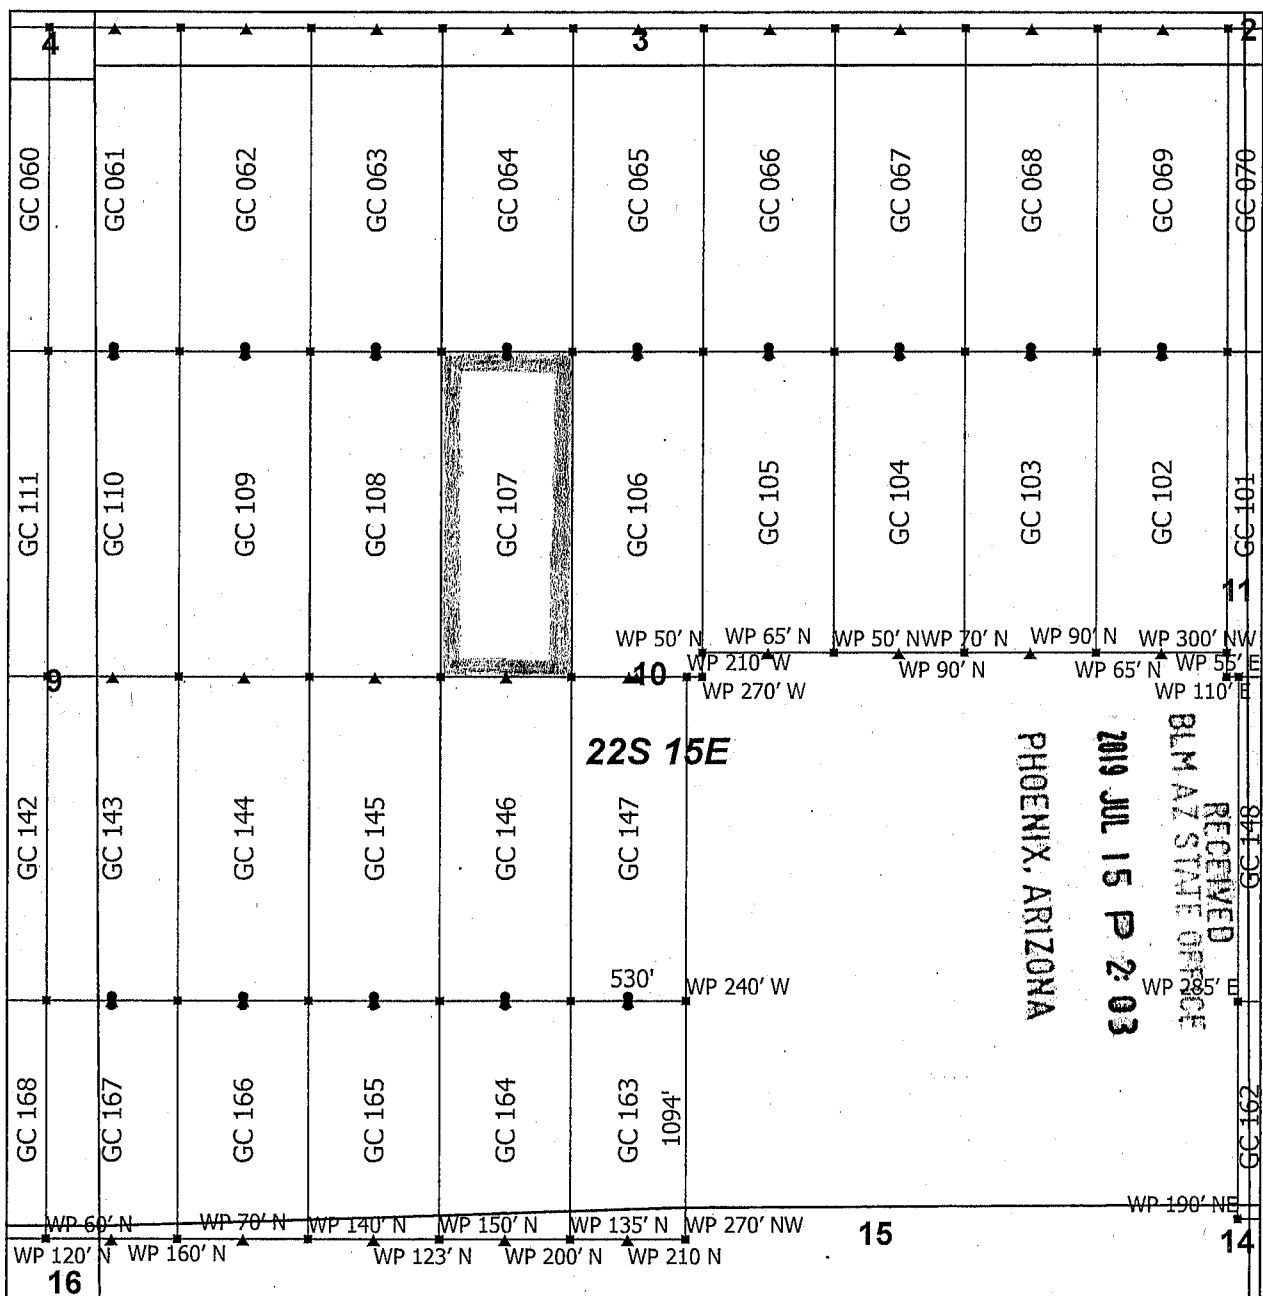 4
3
2
GC 060
GC 061
GC 062
GC 063
GC 064
GC 065
GC 066
GC 067
GC 068
GC 069
GC 070
GC 111
GC 110
GC 109
GC 108
GC 107
GC 106
GC 105
GC 104
GC 103
GC 102
GC 101
11
WP 50' N
WP 65' N
WP 50' N
WP 70' N
WP 90' N
WP 300' NW
WP 210' W
WP 90' N
WP 65' N
WP 55' E
9
10
WP 270' W
WP 110' E
22S 15E
GC 142
GC 143
GC 144
GC 145
GC 146
GC 147
GC 148
RECEIVED
BLM AZ STATE OFFICE
2019 JUL 15 P 2: 03
PHOENIX, ARIZONA
530'
WP 240' W
WP 285' E
GC 168
GC 167
GC 166
GC 165
GC 164
GC 163
1094'
GC 162
WP 190' NE
WP 60' N
WP 70' N
WP 140' N
WP 150' N
WP 135' N
WP 270' NW
15
14
WP 120' N
WP 160' N
WP 123' N
WP 200' N
WP 210 N
16